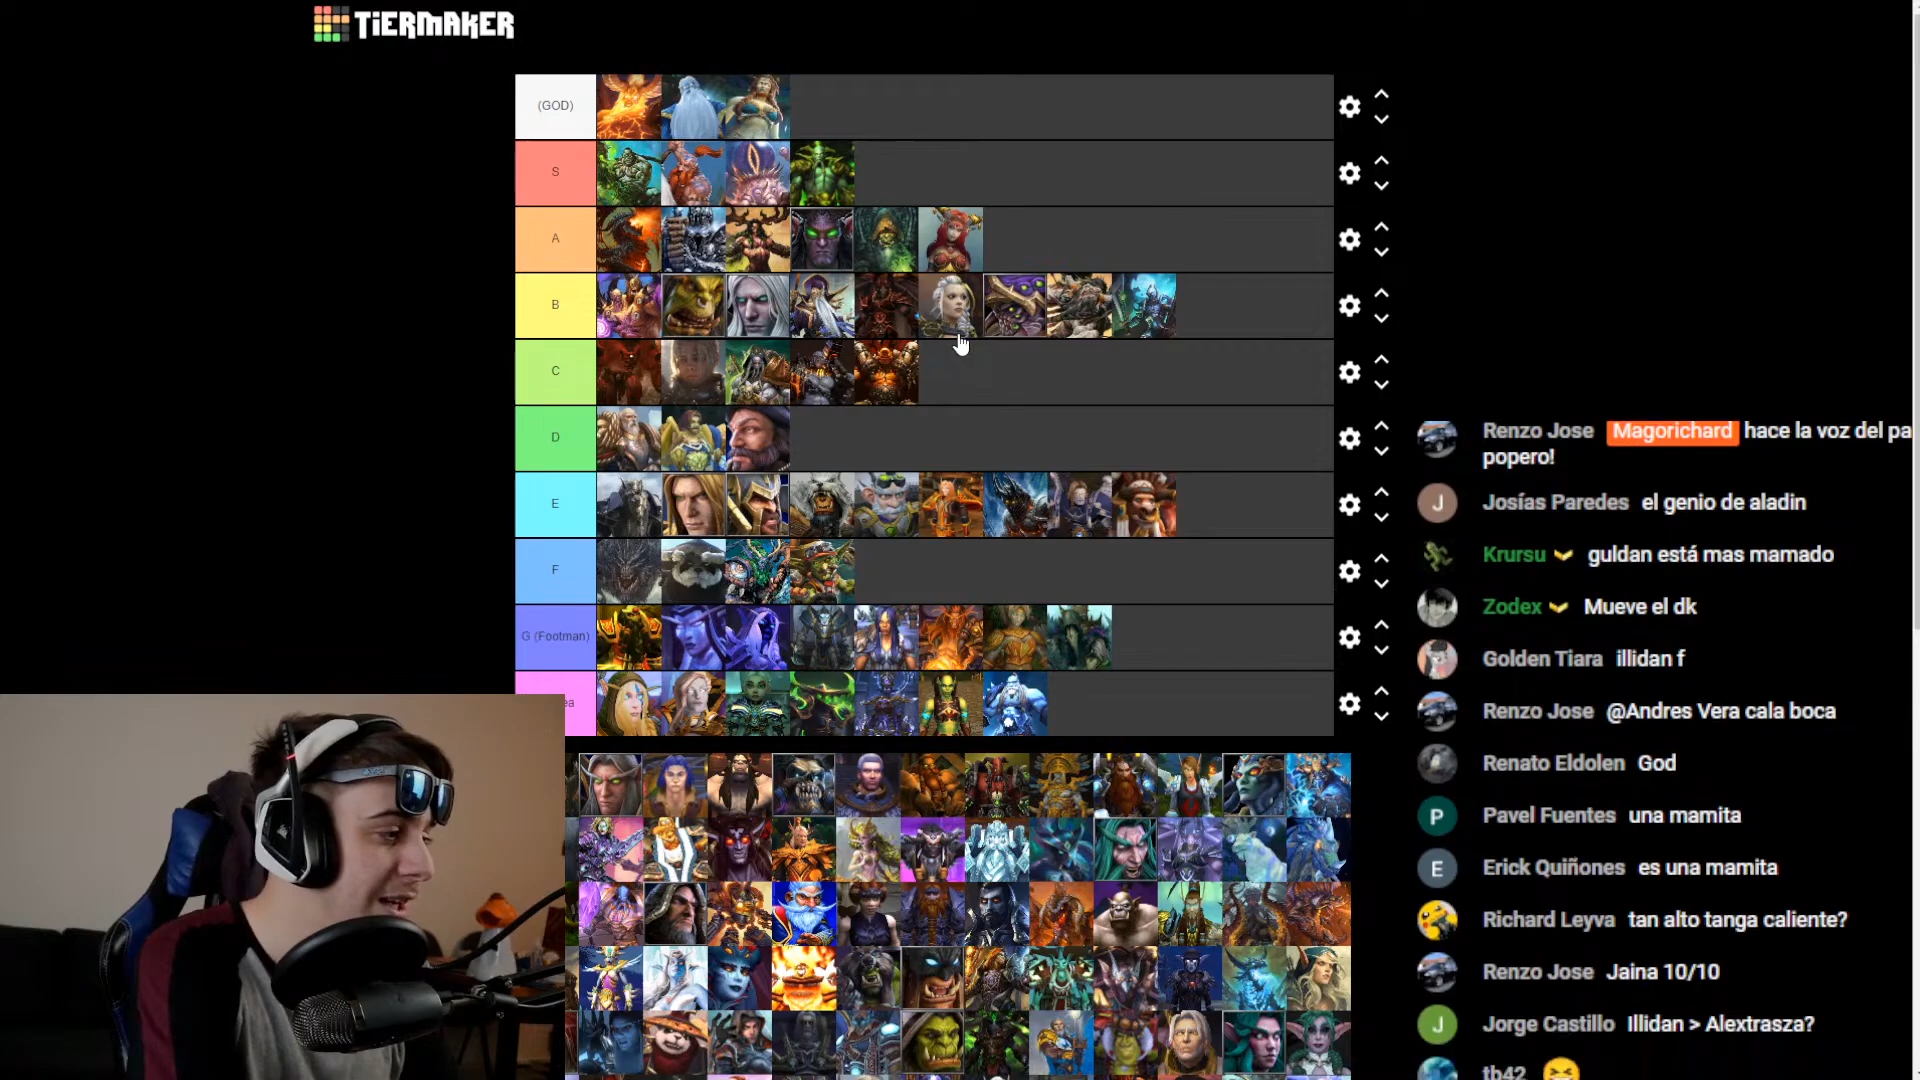 TiERMAKER
(GOD)
S
A
B
C
D
E
F
G (Footman)
ea
Renzo Jose Magorichard hace la voz del pa
popero!
J Josías Paredes el genio de aladin
Krursu guldan está mas mamado
Zodex Mueve el dk
Golden Tiara illidan f
Renzo Jose @Andres Vera cala boca
Renato Eldolen God
P Pavel Fuentes una mamita
E Erick Quiñones es una mamita
Richard Leyva tan alto tanga caliente?
Renzo Jose Jaina 10/10
J Jorge Castillo Illidan > Alextrasza?
tb42